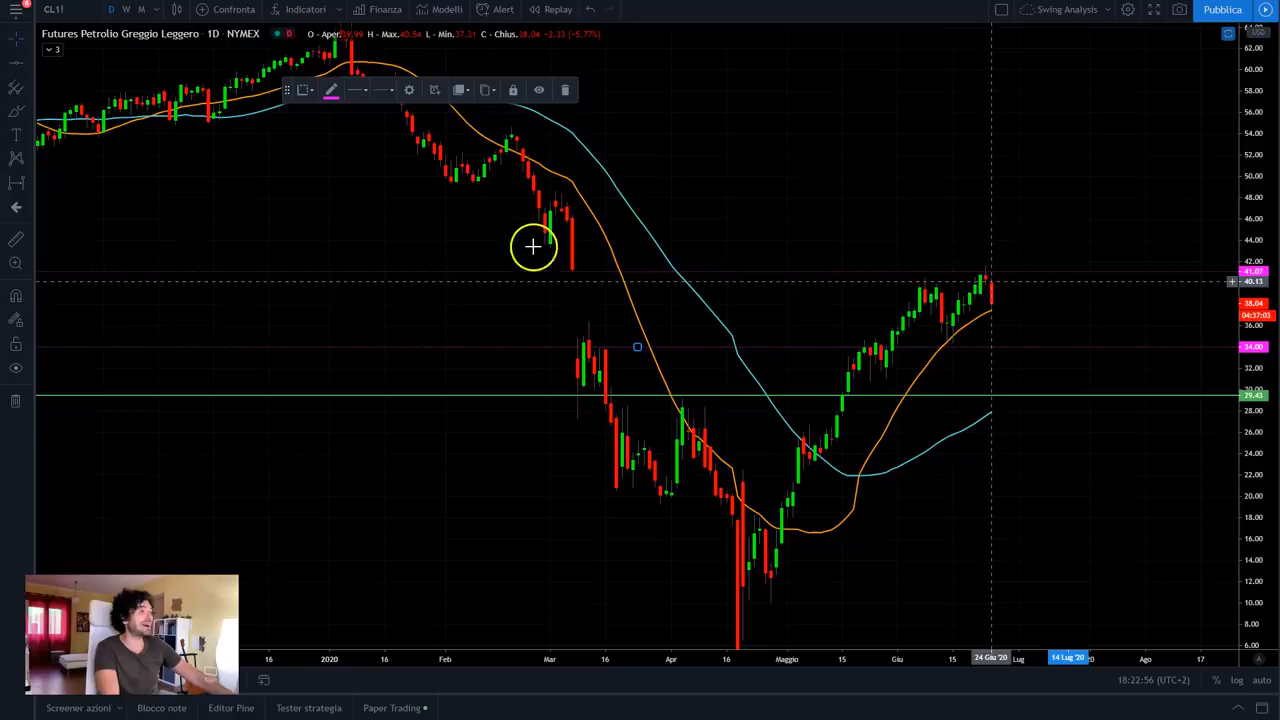 8
CL1!
D
W
M
Confronta
Indicatori
Finanza
Modelli
Alert
Replay
Swing Analysis
Pubblica
Futures Petrolio Greggio Leggero • 1D • NYMEX
D
O - Aper.39.99 H - Max.40.54 L - Min.37.31 C - Chius.38.04 -2.33 (-5.77%)
3
USD
62.00
60.00
58.00
56.00
54.00
52.00
50.00
48.00
46.00
44.00
42.00
41.07
40.13
38.04
04:37:03
36.00
34.00
32.00
29.43
28.00
26.00
24.00
22.00
20.00
18.00
16.00
14.00
12.00
10.00
8.00
6.00
16 2020 Feb Mar 16 Apr 16 Maggio 15 Giu 15 24 Giu '20 Lug 14 Lug '20 Ago 17
A
18:22:56 (UTC+2) % log auto
Screener azioni
Blocco note
Editor Pine
Tester strategia
Paper Trading